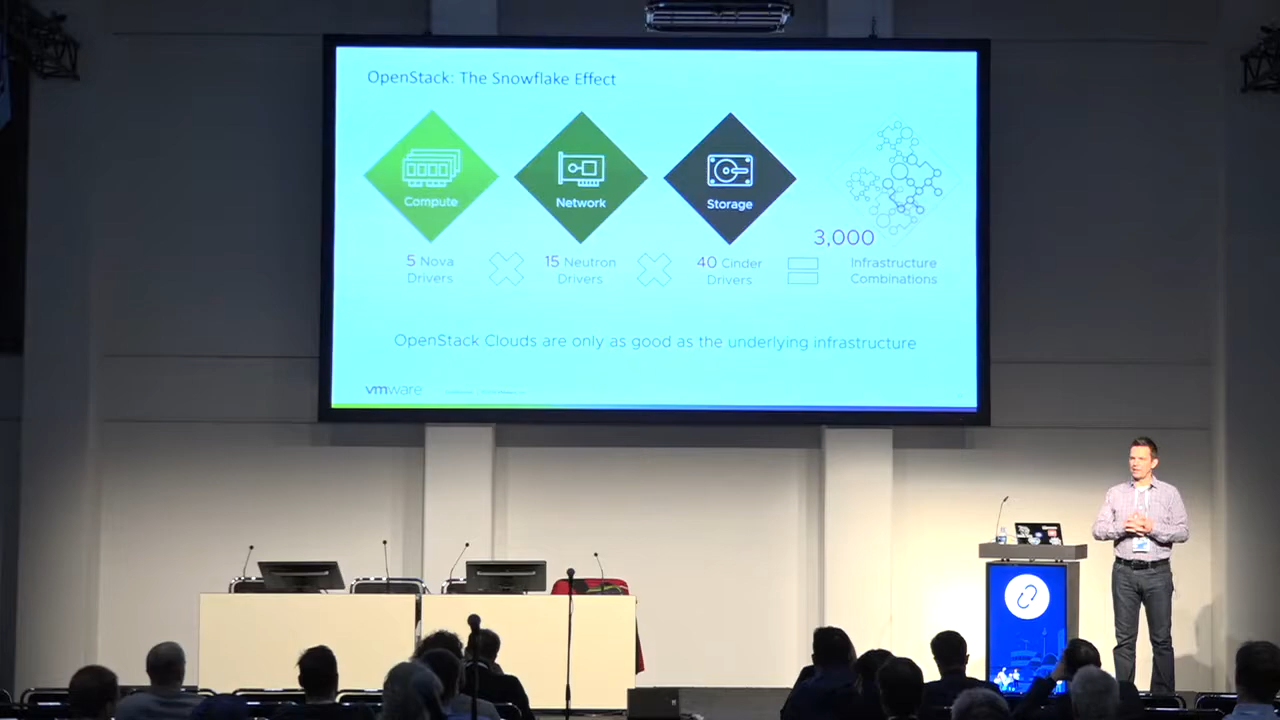 OpenStack: The Snowflake Effect
Compute
Network
Storage
3,000
5 Nova
Drivers
15 Neutron
Drivers
40 Cinder
Drivers
Infrastructure
Combinations
OpenStack Clouds are only as good as the underlying infrastructure
vmware